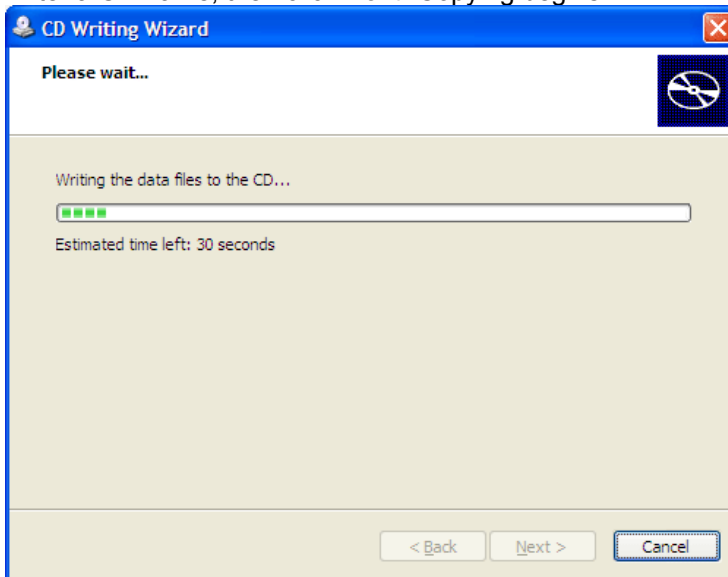 CD Writing Wizard
Please wait...
Writing the data files to the CD...
Estimated time left: 30 seconds
< Back Next > Cancel